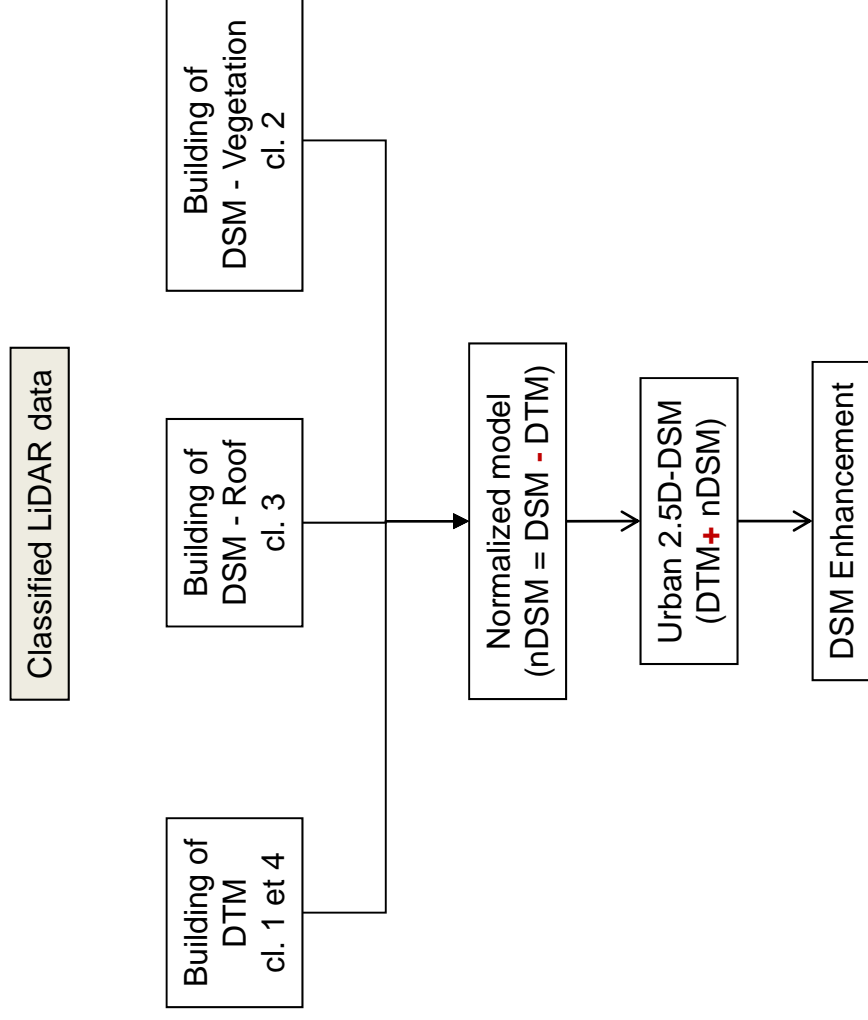 Classified LiDAR data
Building of
DTM
cl. 1 et 4
Building of
DSM - Roof
cl. 3
Building of
DSM - Vegetation
cl. 2
Normalized model
(nDSM = DSM - DTM)
Urban 2.5D-DSM
(DTM+ nDSM)
DSM Enhancement